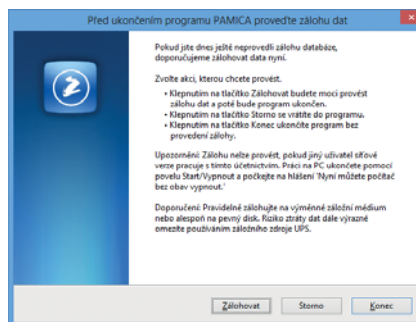 Před ukončením programu PAMICA proveďte zálohu dat
Pokud jste dnes ještě neprovedli zálohu databáze,
doporučujeme zálohovat data nyní.
Zvolte akci, kterou chcete provést.
• Klepnutím na tlačítko Zálohovat budete moci provést
zálohu dat a poté bude program ukončen.
• Klepnutím na tlačítko Storno se vrátíte do programu.
• Klepnutím na tlačítko Konec ukončíte program bez
provedení zálohy.
Upozornění: Zálohu nelze provést, pokud jiný uživatel síťové
verze pracuje s tímto účetnictvím. Práci na PC ukončete pomocí
povelu Start/Vypnout a počkejte na hlášení 'Nyní můžete počítač
bez obav vypnout.'
Doporučení: Pravidelně zálohujte na výměnné záložní médium
nebo alespoň na pevný disk. Riziko ztráty dat dále výrazně
omezíte používáním záložního zdroje UPS.
Zálohovat
Storno
Konec